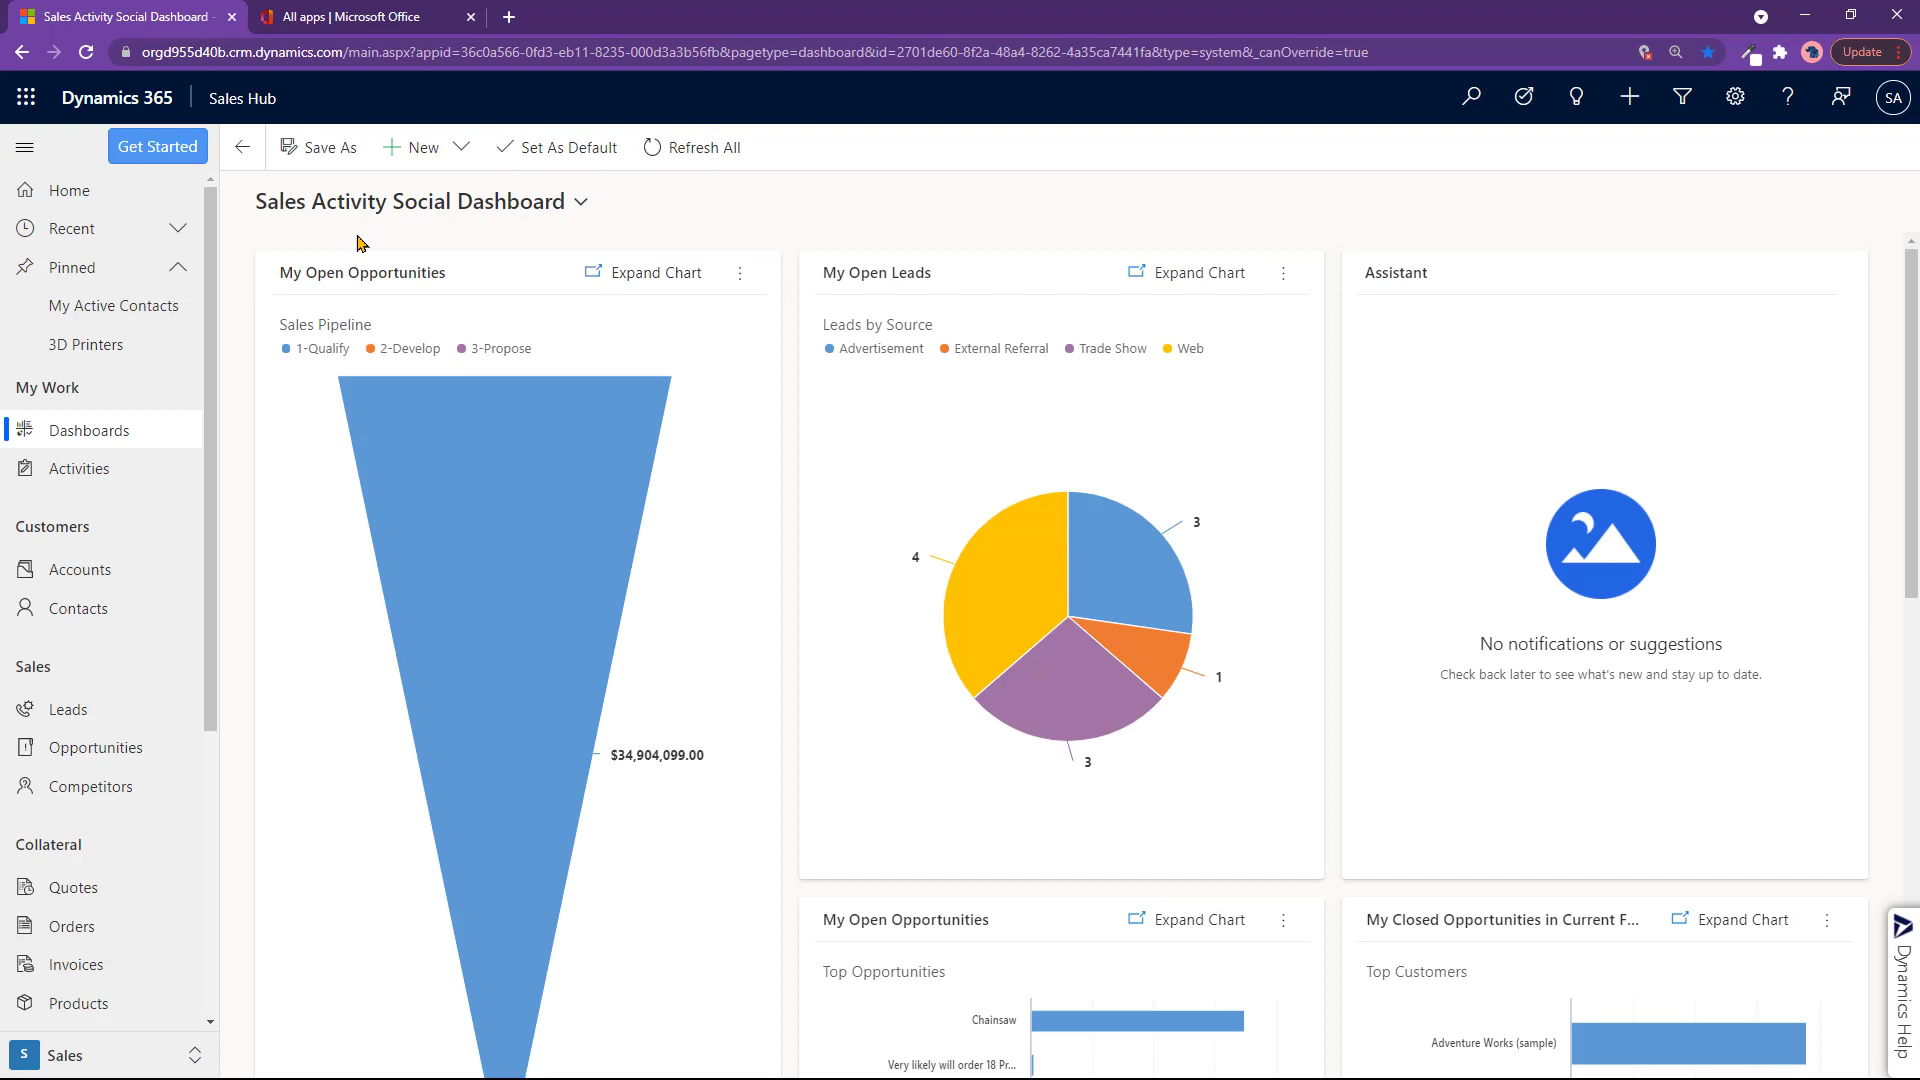 Sales Activity Social Dashboard -
All apps | Microsoft Office
orgd955d40b.crm.dynamics.com/main.aspx?appid=36c0a566-0fd3-eb11-8235-000d3a3b56fb&pagetype=dashboard&id=2701de60-8f2a-48a4-8262-4a35ca7441fa&type=system&_canOverride=true
Update
Dynamics 365
Sales Hub
SA
Get Started
Save As
New
Set As Default
Refresh All
Home
Recent
Pinned
My Active Contacts
3D Printers
My Work
Dashboards
Activities
Customers
Accounts
Contacts
Sales
Leads
Opportunities
Competitors
Collateral
Quotes
Orders
Invoices
Products
S
Sales
Sales Activity Social Dashboard
My Open Opportunities
Expand Chart
Sales Pipeline
1-Qualify
2-Develop
3-Propose
$34,904,099.00
My Open Leads
Expand Chart
Leads by Source
Advertisement
External Referral
Trade Show
Web
3
4
1
3
Assistant
No notifications or suggestions
Check back later to see what's new and stay up to date.
My Open Opportunities
Expand Chart
Top Opportunities
Chainsaw
Very likely will order 18 Pr...
My Closed Opportunities in Current F...
Expand Chart
Top Customers
Adventure Works (sample)
Dynamics Help